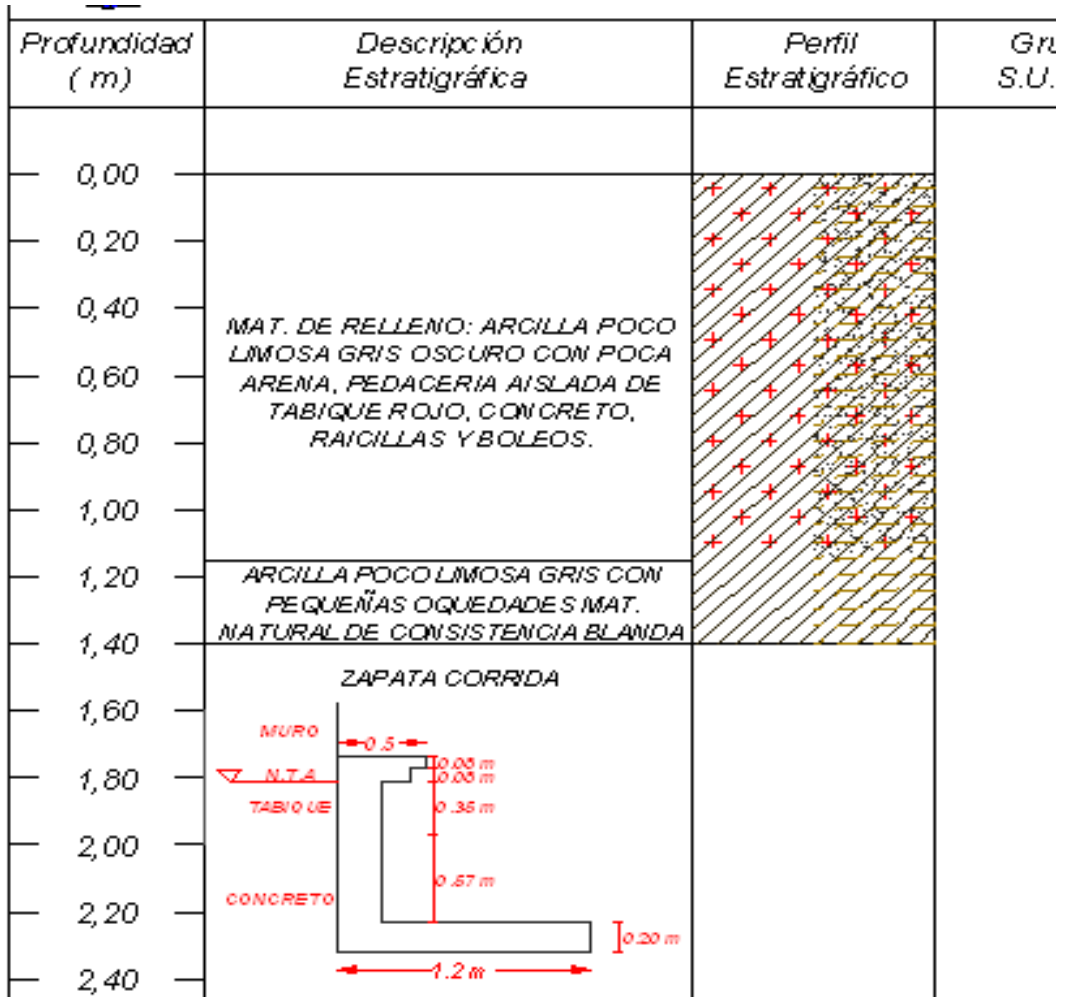 Profundidad
( m)
Descripción
Estratigráfica
Perfil
Estratigráfico
Gru
S.U.
0,00
0,20
0,40
0,60
0,80
1,00
1,20
1,40
1,60
1,80
2,00
2,20
2,40
MAT. DE RELLENO: ARCILLA POCO
LIMOSA GRIS OSCURO CON POCA
ARENA, PEDACERIA AISLADA DE
TABIQUE ROJO, CONCRETO,
RAICILLAS Y BOLEOS.
ARCILLA POCO LIMOSA GRIS CON
PEQUEÑAS OQUEDADES MAT.
NATURAL DE CONSISTENCIA BLANDA
ZAPATA CORRIDA
MURO
0.5
0.08 m
N.T.A
0.08 m
TABIQUE
0.35 m
0.57 m
CONCRETO
0.20 m
1.2 m